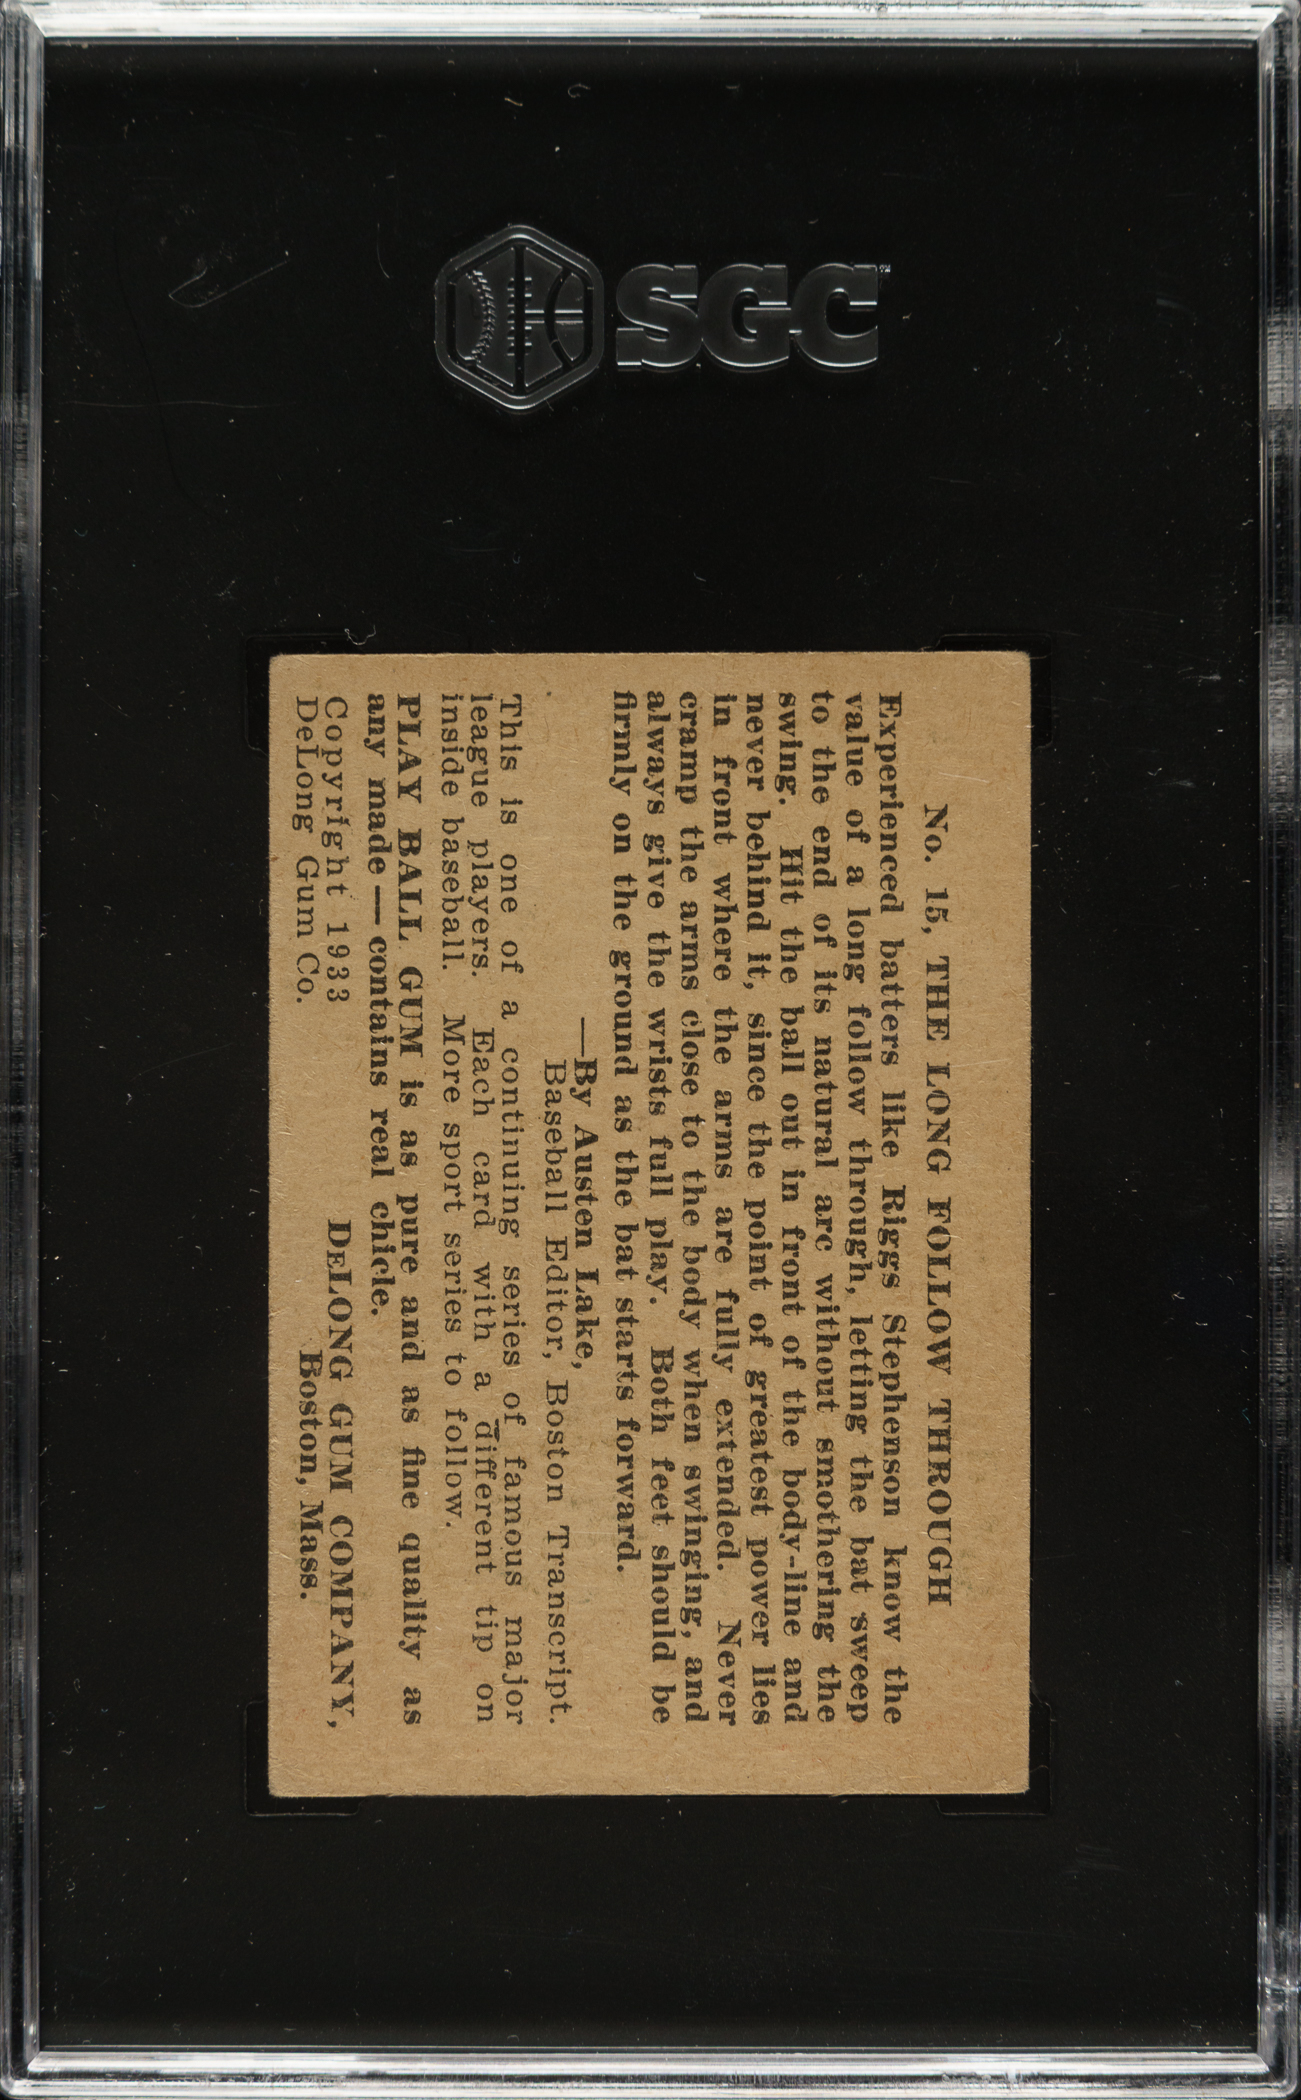 SGC
No. 15, THE LONG FOLLOW THROUGH
Experienced batters like Riggs Stephenson know the
value of a long follow through, letting the bat sweep
to the end of its natural arc without smothering the
swing. Hit the ball out in front of the body-line and
never behind it, since the point of greatest power lies
in front where the arms are fully extended. Never
cramp the arms close to the body when swinging, and
always give the wrists full play. Both feet should be
firmly on the ground as the bat starts forward.
—By Austen Lake,
Baseball Editor, Boston Transcript.
This is one of a continuing series of famous major
league players. Each card with a different tip on
inside baseball. More sport series to follow.
PLAY BALL GUM is as pure and as fine quality as
any made — contains real chicle.
Copyright 1933 DELONG GUM COMPANY,
DeLong Gum Co. Boston, Mass.